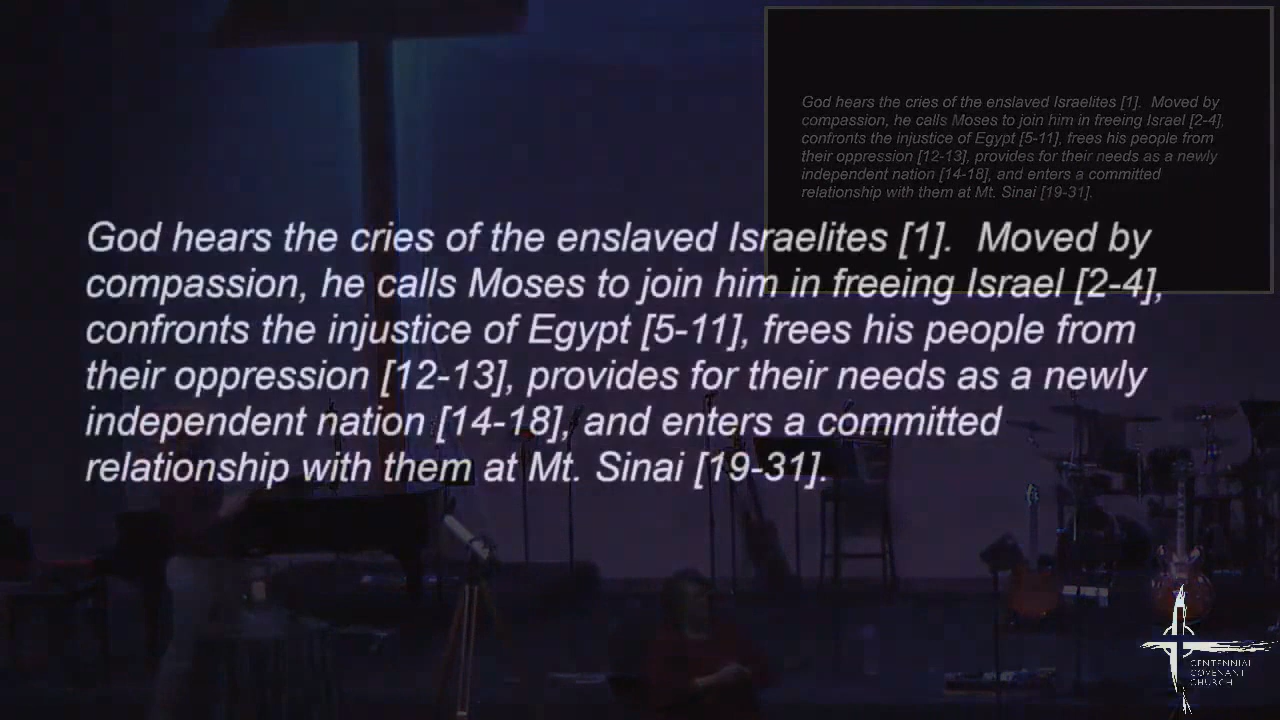 God hears the cries of the enslaved Israelites [1].  Moved by
compassion, he calls Moses to join him in freeing Israel [2-4],
confronts the injustice of Egypt [5-11], frees his people from
their oppression [12-13], provides for their needs as a newly
independent nation [14-18], and enters a committed
relationship with them at Mt. Sinai [19-31].
God hears the cries of the enslaved Israelites [1].  Moved by
compassion, he calls Moses to join him in freeing Israel [2-4],
confronts the injustice of Egypt [5-11], frees his people from
their oppression [12-13], provides for their needs as a newly
independent nation [14-18], and enters a committed
relationship with them at Mt. Sinai [19-31].
CENTENNIAL
COVENANT
CHURCH